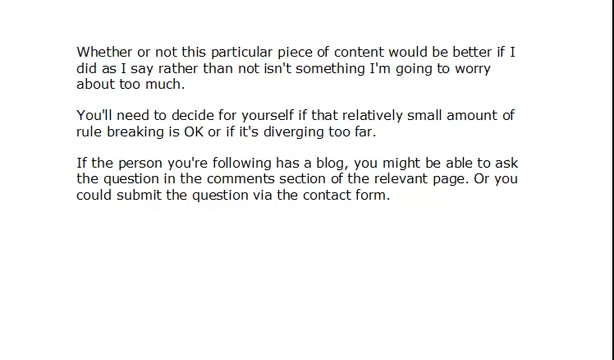 Whether or not this particular piece of content would be better if I
did as I say rather than not isn't something I'm going to worry
about too much.
You'll need to decide for yourself if that relatively small amount of
rule breaking is OK or if it's diverging too far.
If the person you're following has a blog, you might be able to ask
the question in the comments section of the relevant page. Or you
could submit the question via the contact form.